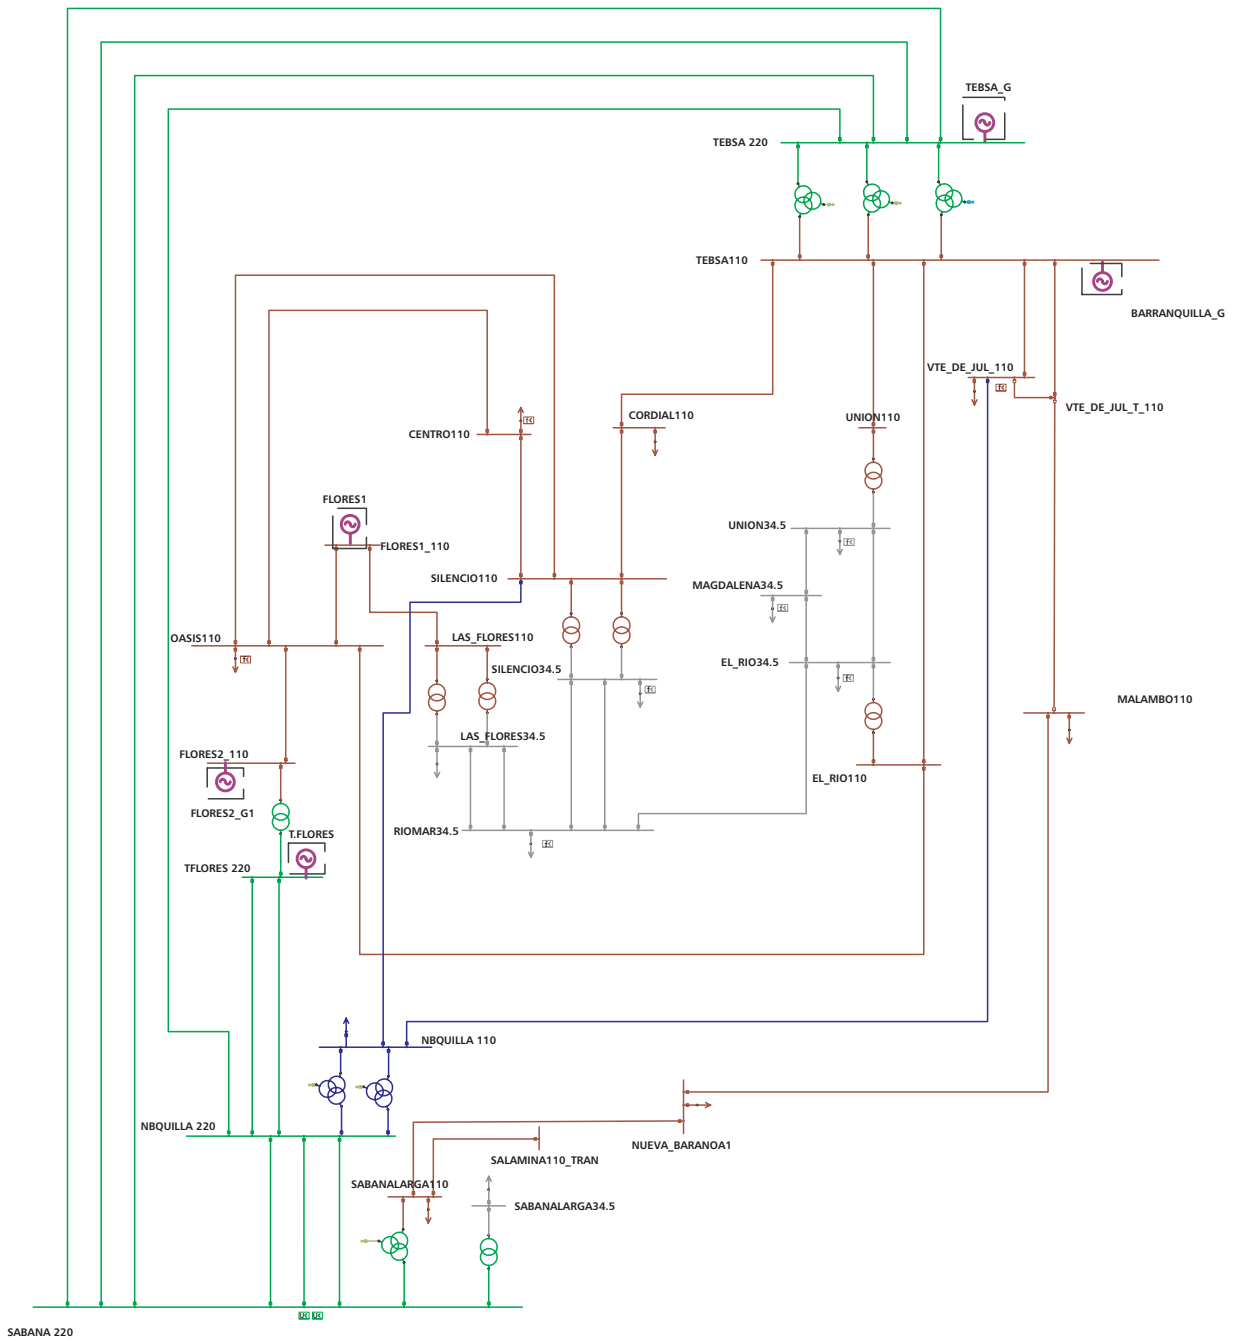 TEBSA_G
TEBSA 220
TEBSA110
BARRANQUILLA_G
VTE_DE_JUL_110
VTE_DE_JUL_T_110
CORDIAL110
UNION110
CENTRO110
FLORES1
UNION34.5
FLORES1_110
SILENCIO110
MAGDALENA34.5
OASIS110
LAS_FLORES110
SILENCIO34.5
EL_RIO34.5
MALAMBO110
LAS_FLORES34.5
FLORES2_110
EL_RIO110
FLORES2_G1
T.FLORES
RIOMAR34.5
TFLORES 220
NBQUILLA 110
NBQUILLA 220
NUEVA_BARANOA1
SALAMINA110_TRAN
SABANALARGA110
SABANALARGA34.5
SABANA 220